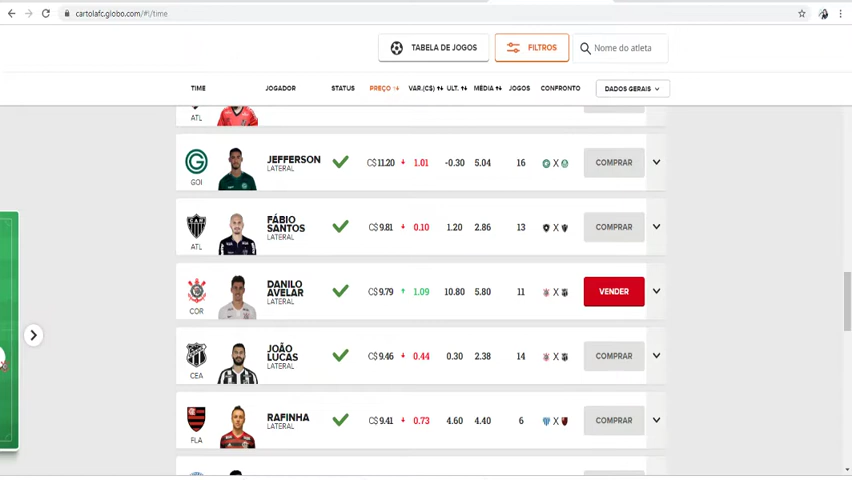 cartolafc.globo.com/#!/time
TABELA DE JOGOS
FILTROS
Nome do atleta
TIME JOGADOR STATUS PREÇO VAR.(C$) ULT. MÉDIA JOGOS CONFRONTO DADOS GERAIS
ATL
GOI JEFFERSON LATERAL C$ 11.20 1.01 -0.30 5.04 16 X COMPRAR
ATL FÁBIO SANTOS LATERAL C$ 9.81 0.10 1.20 2.86 13 X COMPRAR
COR DANILO AVELAR LATERAL C$ 9.79 1.09 10.80 5.80 11 X VENDER
CEA JOÃO LUCAS LATERAL C$ 9.46 0.44 0.30 2.38 14 X COMPRAR
FLA RAFINHA LATERAL C$ 9.41 0.73 4.60 4.40 6 X COMPRAR